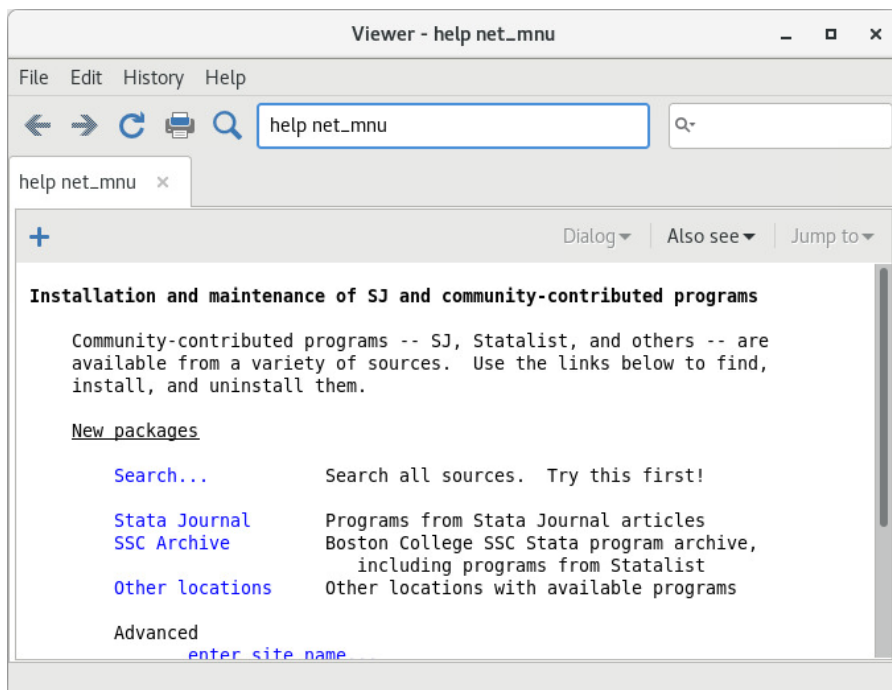 Viewer - help net_mnu
File Edit History Help
help net_mnu
help net_mnu
Dialog Also see Jump to
Installation and maintenance of SJ and community-contributed programs
Community-contributed programs -- SJ, Statalist, and others -- are
available from a variety of sources. Use the links below to find,
install, and uninstall them.
New packages
Search... Search all sources. Try this first!
Stata Journal Programs from Stata Journal articles
SSC Archive Boston College SSC Stata program archive,
including programs from Statalist
Other locations Other locations with available programs
Advanced
enter site name...